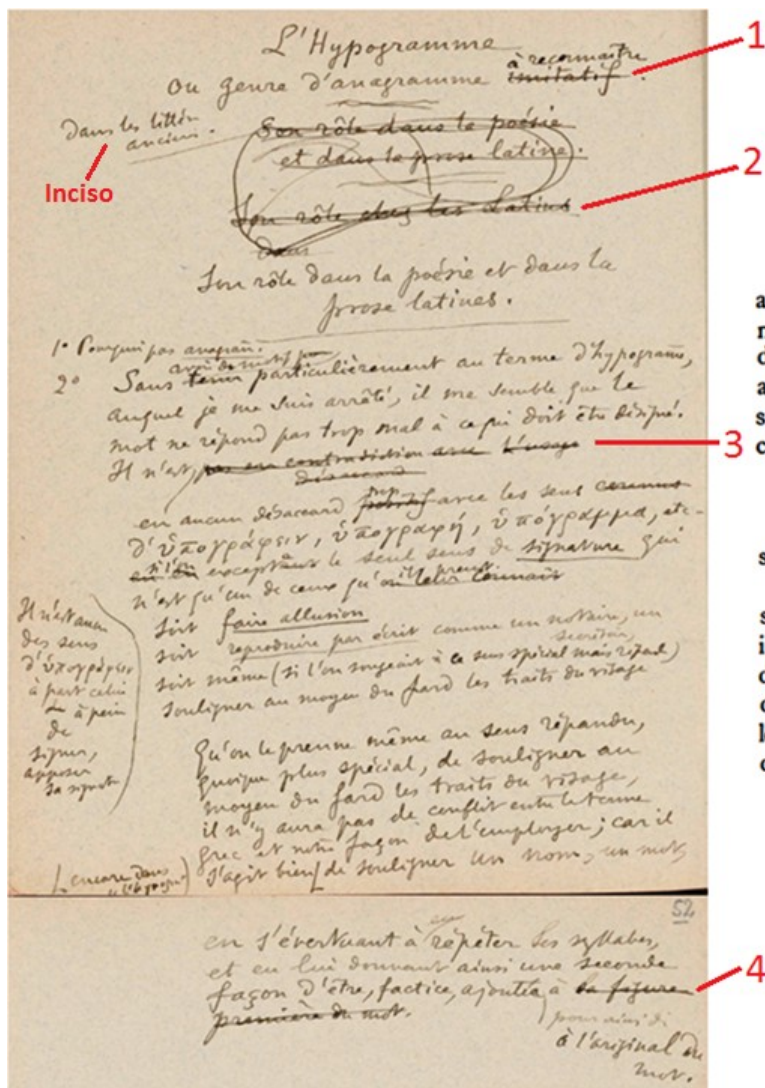 L'Hypogramme
à reconnaître
ou genre d'anagramme imitatif.
1
Dans les littér
anciens.
Son rôle dans la poésie
et dans la prose latine.
Inciso
2
Son rôle chez les Latins
dans
Son rôle dans la poésie et dans la
prose latines.
1° Pourquoi pas anagram.
avoir de motif pour
2° Sans tenir particulièrement au terme d'hypogramme,
auquel je me suis arrêté, il me semble que le
mot ne répond pas trop mal à ce qui doit être désigné.
Il n'est pas en contradiction avec L'usage
3
désaccord
en aucun désaccord positif avec les sens connus
d'ὑπογράφειν, ὑπογραφή, ὑπόγραμμα, etc-
si l'on exceptant le seul sens de signature qui
n'est qu'un de ceux qu'on leur connaît
soit faire allusion
soit reproduire par écrit comme un notaire, un
secrétaire,
soit même (si l'on songeait à ce sens spécial mais répandu)
souligner au moyen du fard les traits du visage
Il n'est aucun
des sens
d'ὑπογράφειν
à part celui
à peine
de
signer,
apposer
sa signature
Qu'on le prenne même au sens répandu,
quoique plus spécial, de souligner au
moyen du fard les traits du visage,
il n'y aura pas de conflit entre le terme
grec et notre façon de l'employer; car il
encore dans
s'agit bien de souligner un nom, un mot,
52
en s'évertuant à répéter les syllabes,
et en lui donnant ainsi une seconde
façon d'être, factice, ajoutée, à la figure
4
première du mot.
pour ainsi di
à l'original du
mot.